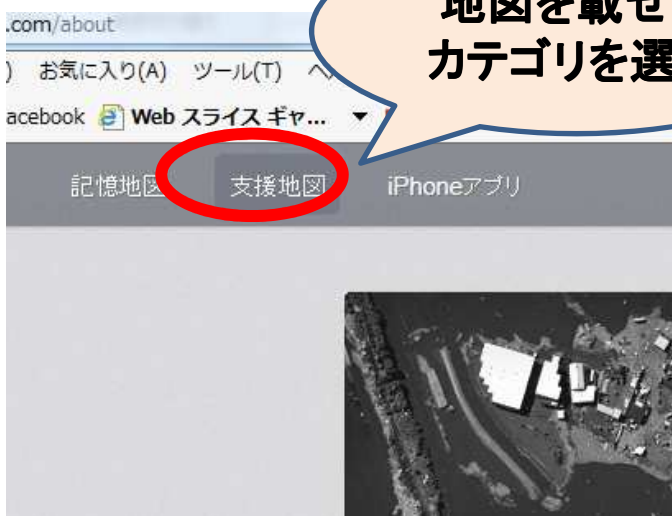 .com/about
地図を載せ
カテゴリを選
) お気に入り(A) ツール(T) ヘ
acebook Web スライス ギャ...
記憶地図 支援地図 iPhoneアプリ